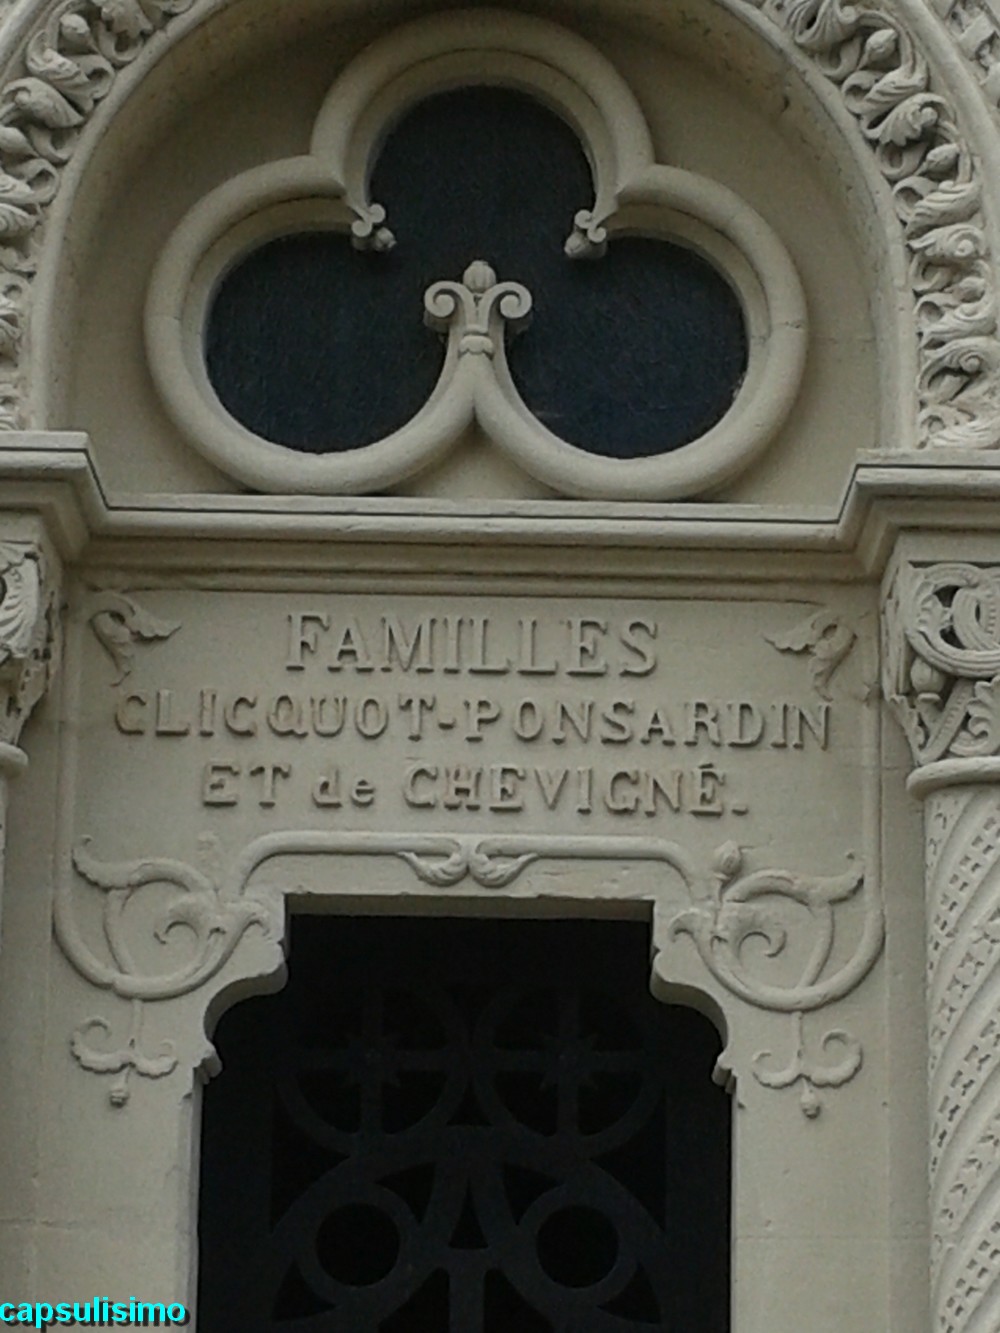 FAMILLES
CLICQUOT-PONSARDIN
ET de CHEVIGNÉ.
capsulisimo